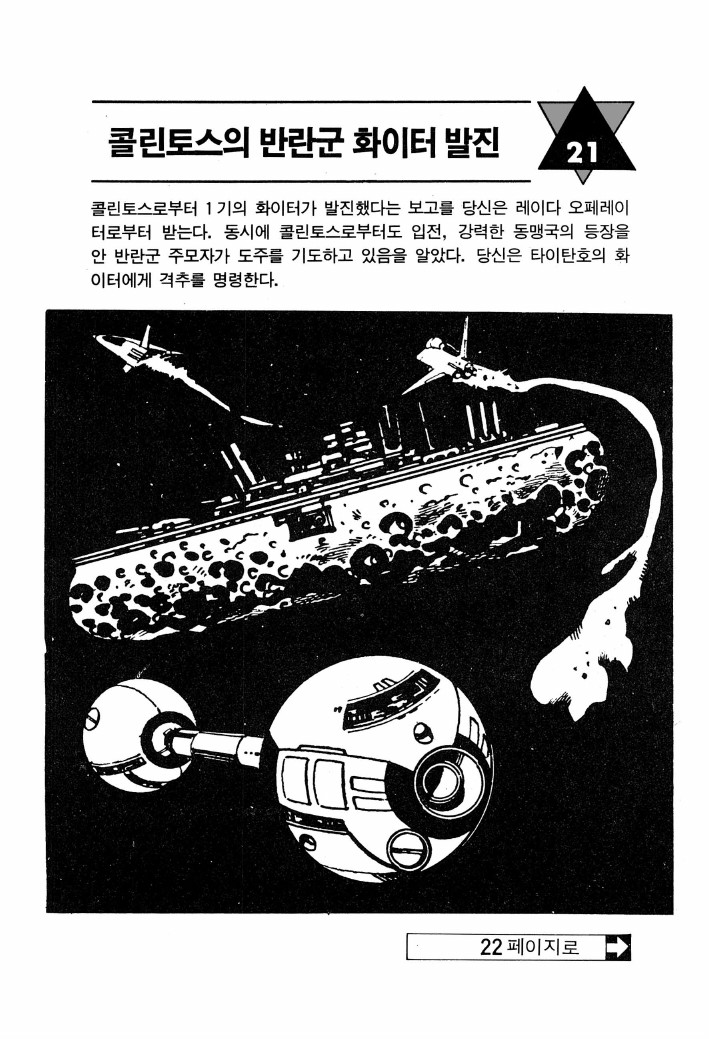 콜린토스의 반란군 화이터 발진
21
콜린토스로부터 1기의 화이터가 발진했다는 보고를 당신은 레이다 오페레이
터로부터 받는다. 동시에 콜린토스로부터도 입전, 강력한 동맹국의 등장을
안 반란군 주모자가 도주를 기도하고 있음을 알았다. 당신은 타이탄호의 화
이터에게 격추를 명령한다.
22페이지로